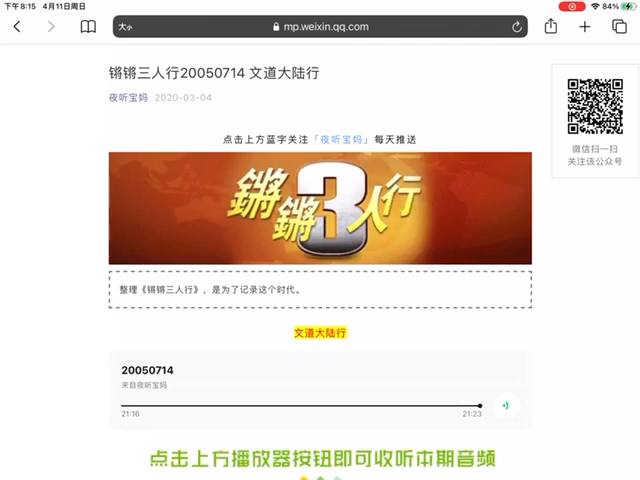 下午8:15 4月11日周日
84%
大小
mp.weixin.qq.com
锵锵三人行20050714 文道大陆行
夜听宝妈 2020-03-04
微信扫一扫
关注该公众号
点击上方蓝字关注「夜听宝妈」每天推送
鏘鏘3人行
整理《锵锵三人行》，是为了记录这个时代。
文道大陆行
20050714
来自夜听宝妈
21:16 21:23
点击上方播放器按钮即可收听本期音频